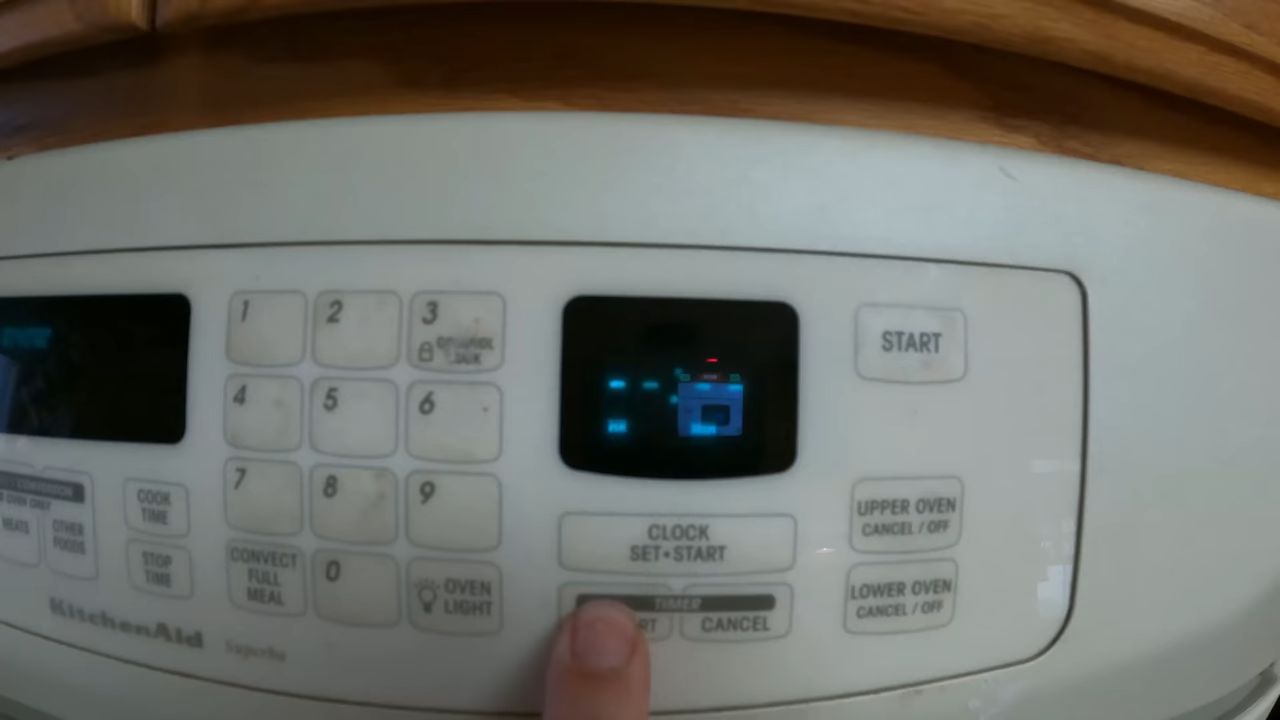 1
2
3
4
5
6
7
8
9
0
CONVECT
FULL
MEAL
OVEN
LIGHT
MEATS
OTHER
FOODS
COOK
TIME
STOP
TIME
KitchenAid
Superba
CLOCK
SET•START
TIMER
CANCEL
START
UPPER OVEN
CANCEL / OFF
LOWER OVEN
CANCEL / OFF